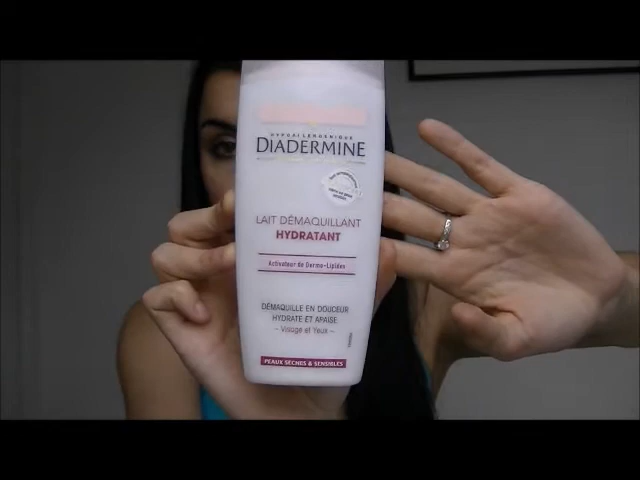 HYPOALLERGÉNIQUE
DIADERMINE
LAIT DÉMAQUILLANT
HYDRATANT
Activateur de Dermo-Lipides
DÉMAQUILLE EN DOUCEUR
HYDRATE ET APAISE
- Visage et Yeux -
PEAUX SÈCHES & SENSIBLES